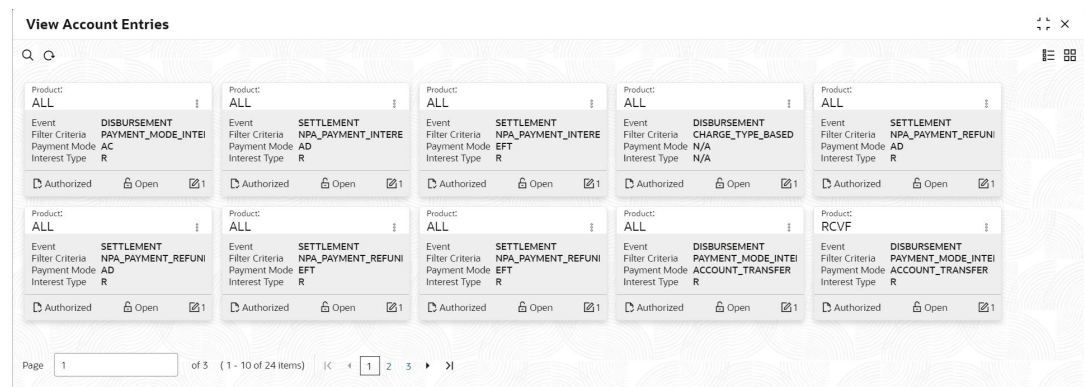 View Account Entries
Product:
ALL
Event DISBURSEMENT
Filter Criteria PAYMENT_MODE_INTEI
Payment Mode AC
Interest Type R
Authorized Open 1
Product:
ALL
Event SETTLEMENT
Filter Criteria NPA_PAYMENT_INTERE
Payment Mode AD
Interest Type R
Authorized Open 1
Product:
ALL
Event SETTLEMENT
Filter Criteria NPA_PAYMENT_INTERE
Payment Mode EFT
Interest Type R
Authorized Open 1
Product:
ALL
Event DISBURSEMENT
Filter Criteria CHARGE_TYPE_BASED
Payment Mode N/A
Interest Type N/A
Authorized Open 1
Product:
ALL
Event SETTLEMENT
Filter Criteria NPA_PAYMENT_REFUNI
Payment Mode AD
Interest Type R
Authorized Open 1
Product:
ALL
Event SETTLEMENT
Filter Criteria NPA_PAYMENT_REFUNI
Payment Mode AD
Interest Type R
Authorized Open 1
Product:
ALL
Event SETTLEMENT
Filter Criteria NPA_PAYMENT_REFUNI
Payment Mode EFT
Interest Type R
Authorized Open 1
Product:
ALL
Event SETTLEMENT
Filter Criteria NPA_PAYMENT_REFUNI
Payment Mode EFT
Interest Type R
Authorized Open 1
Product:
ALL
Event DISBURSEMENT
Filter Criteria PAYMENT_MODE_INTEI
Payment Mode ACCOUNT_TRANSFER
Interest Type R
Authorized Open 1
Product:
RCVF
Event DISBURSEMENT
Filter Criteria PAYMENT_MODE_INTEI
Payment Mode ACCOUNT_TRANSFER
Interest Type R
Authorized Open 1
Page 1 of 3 (1 - 10 of 24 items) 1 2 3